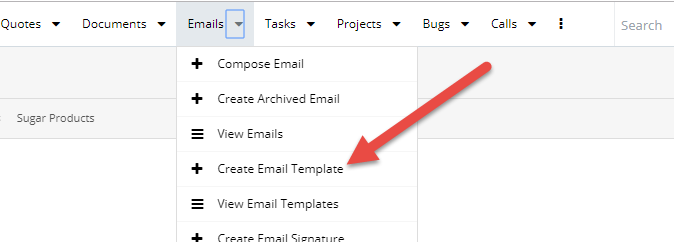 Quotes Documents Emails Tasks Projects Bugs Calls Search
Compose Email
Create Archived Email
Sugar Products
View Emails
Create Email Template
View Email Templates
Create Email Signature